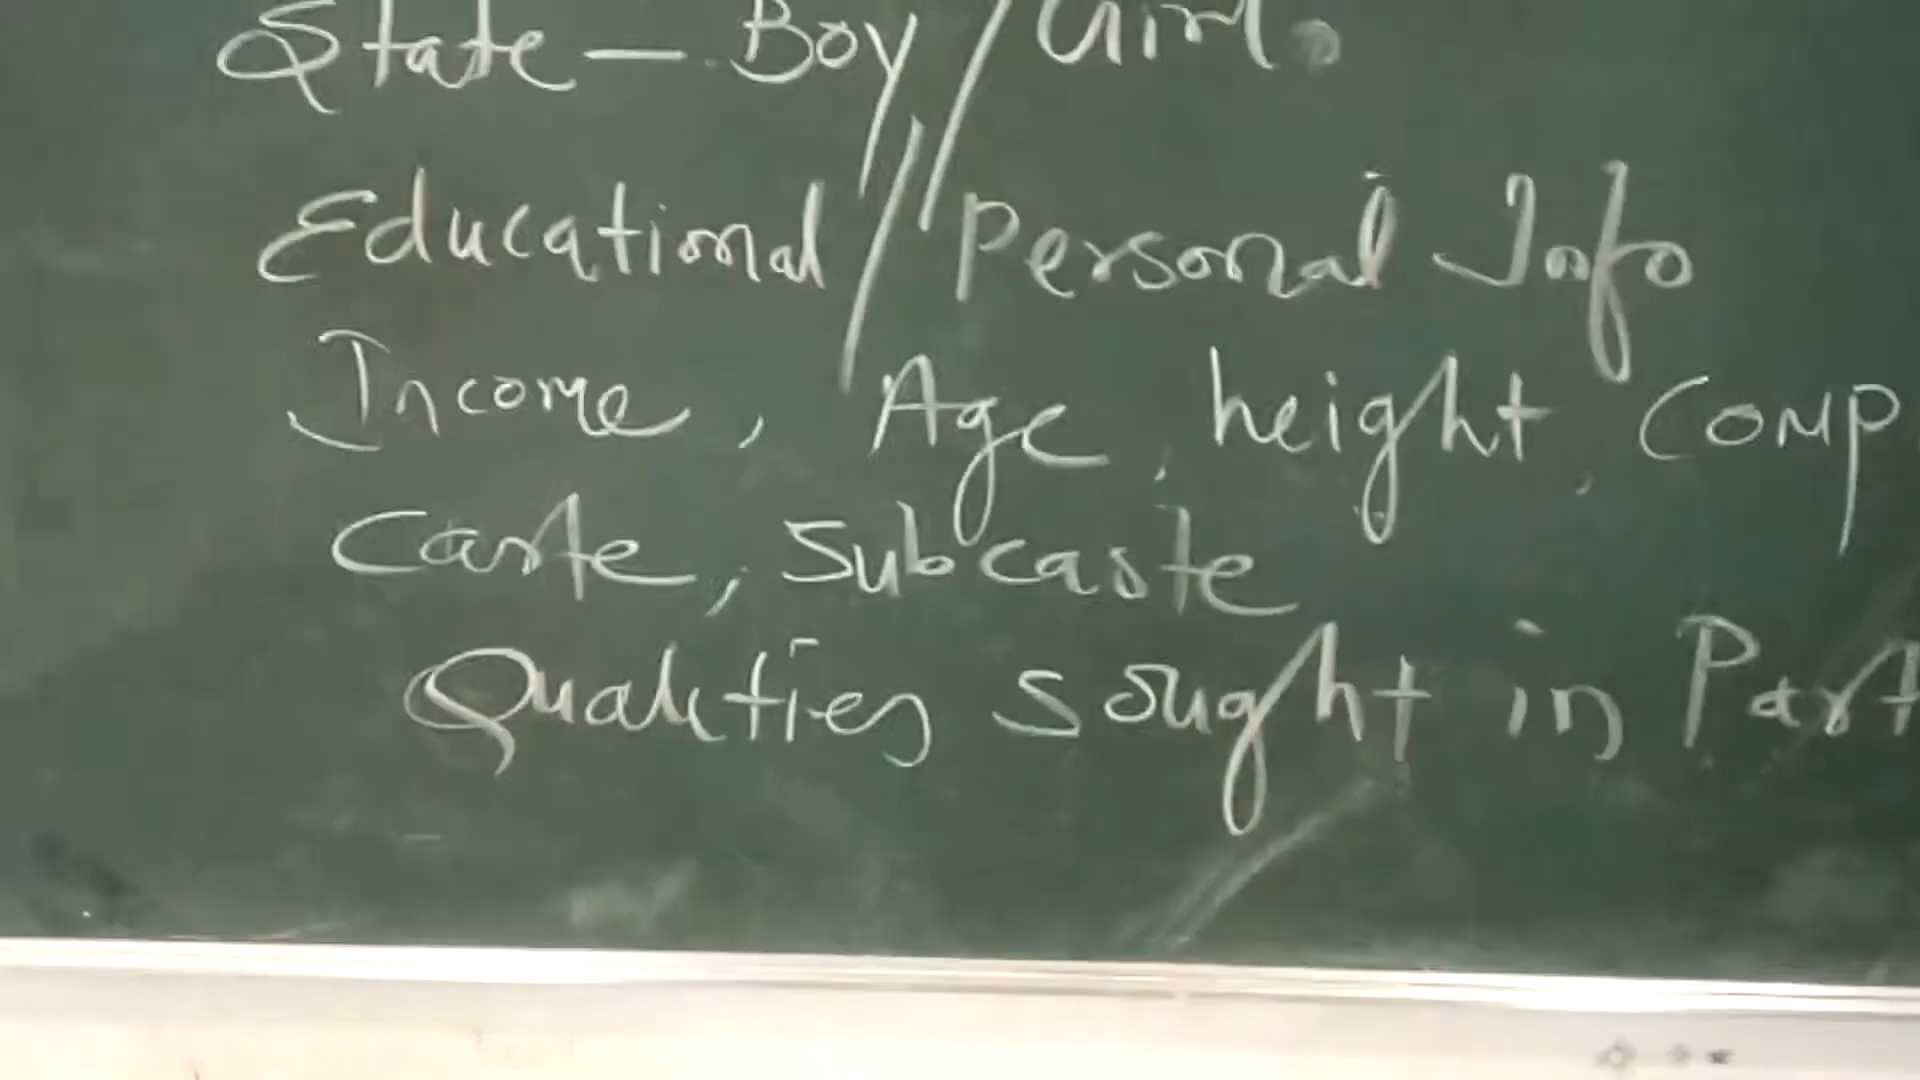 State - Boy / Girl.
Educational / Personal Info
Income, Age, height, Comp
Caste, Subcaste
Qualities sought in Part